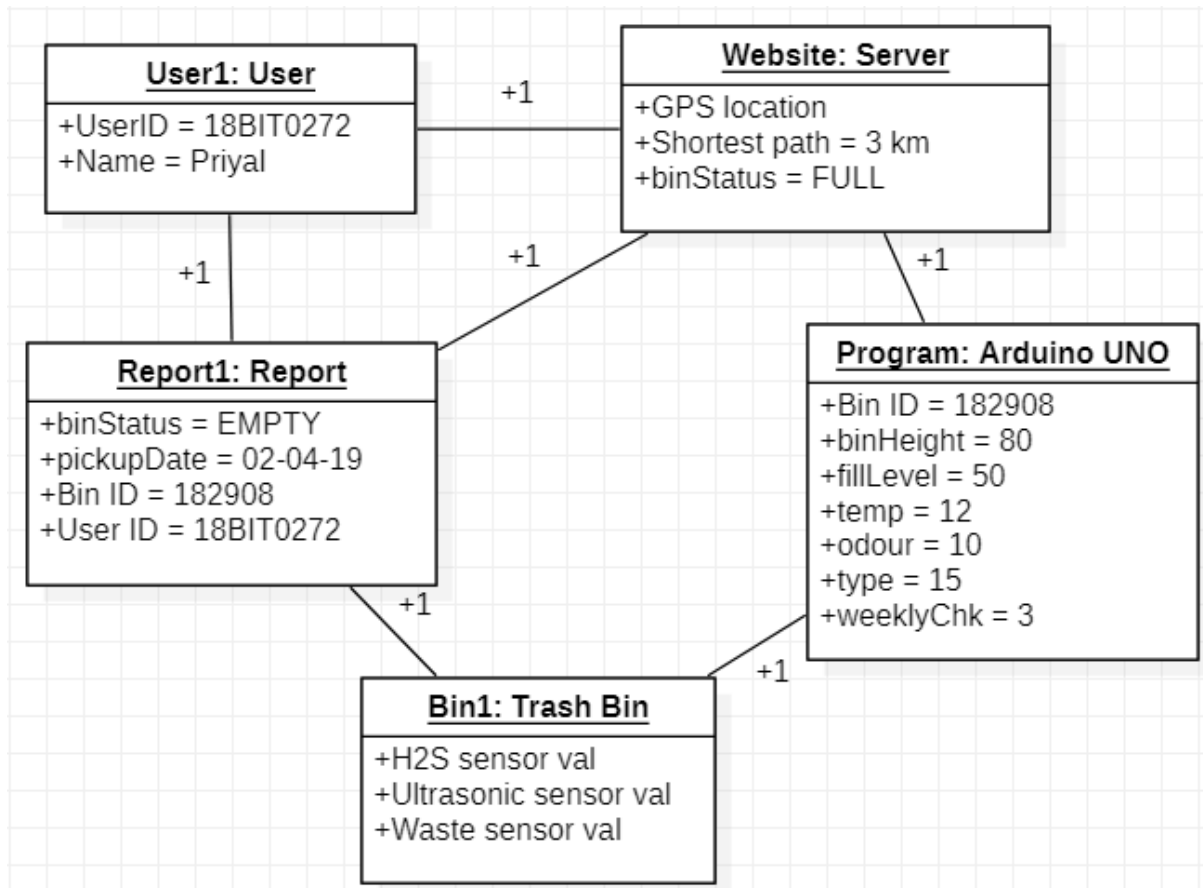 User1: User
+UserID = 18BIT0272
+Name = Priyal
+1
Website: Server
+GPS location
+Shortest path = 3 km
+binStatus = FULL
+1
+1
+1
Report1: Report
+binStatus = EMPTY
+pickupDate = 02-04-19
+Bin ID = 182908
+User ID = 18BIT0272
Program: Arduino UNO
+Bin ID = 182908
+binHeight = 80
+fillLevel = 50
+temp = 12
+odour = 10
+type = 15
+weeklyChk = 3
+1
+1
Bin1: Trash Bin
+H2S sensor val
+Ultrasonic sensor val
+Waste sensor val